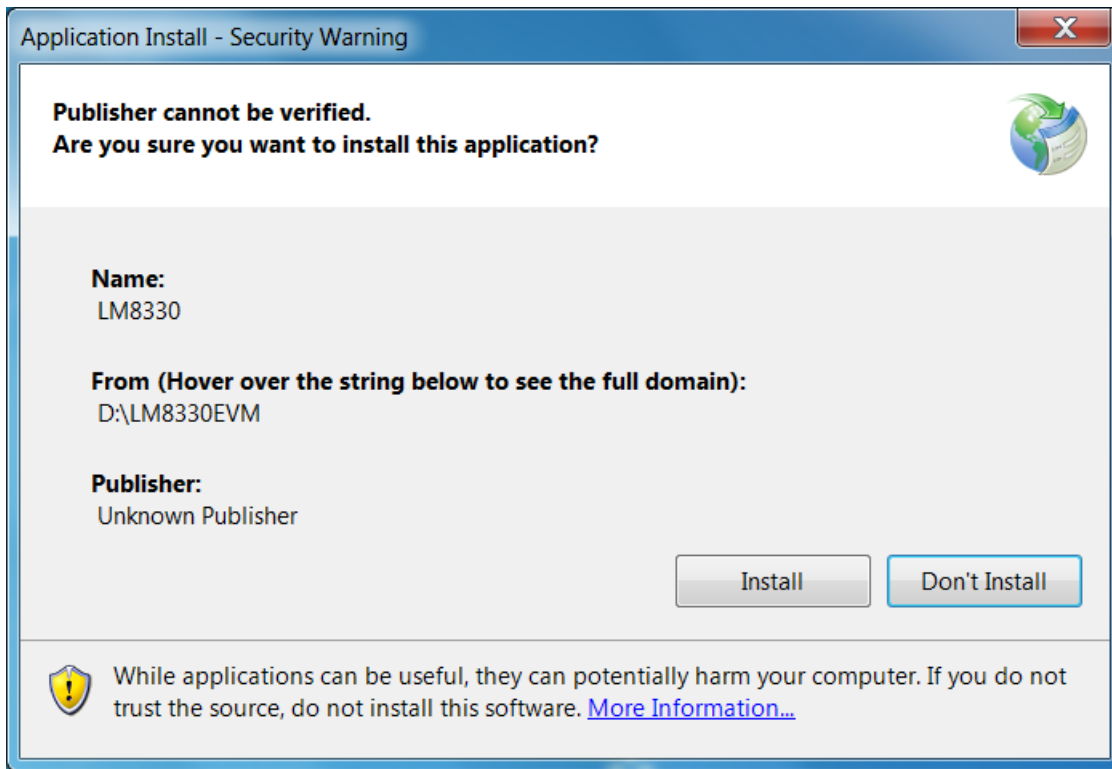 Application Install - Security Warning
Publisher cannot be verified.
Are you sure you want to install this application?
Name:
LM8330
From (Hover over the string below to see the full domain):
D:\LM8330EVM
Publisher:
Unknown Publisher
Install
Don't Install
While applications can be useful, they can potentially harm your computer. If you do not
trust the source, do not install this software. More Information...